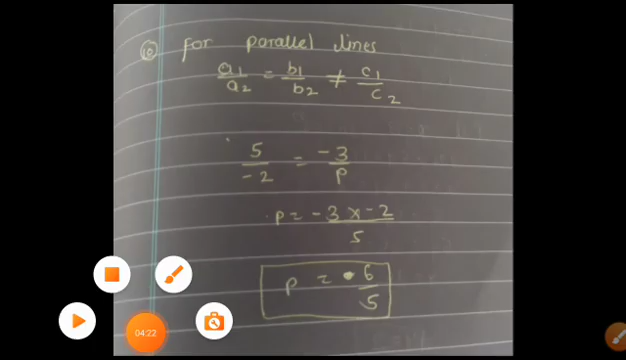 10 for parallel lines
a1/a2 = b1/b2 ≠ c1/c2
5/-2 = -3/p
p = -3 x -2/5
p = 6/5
04:22